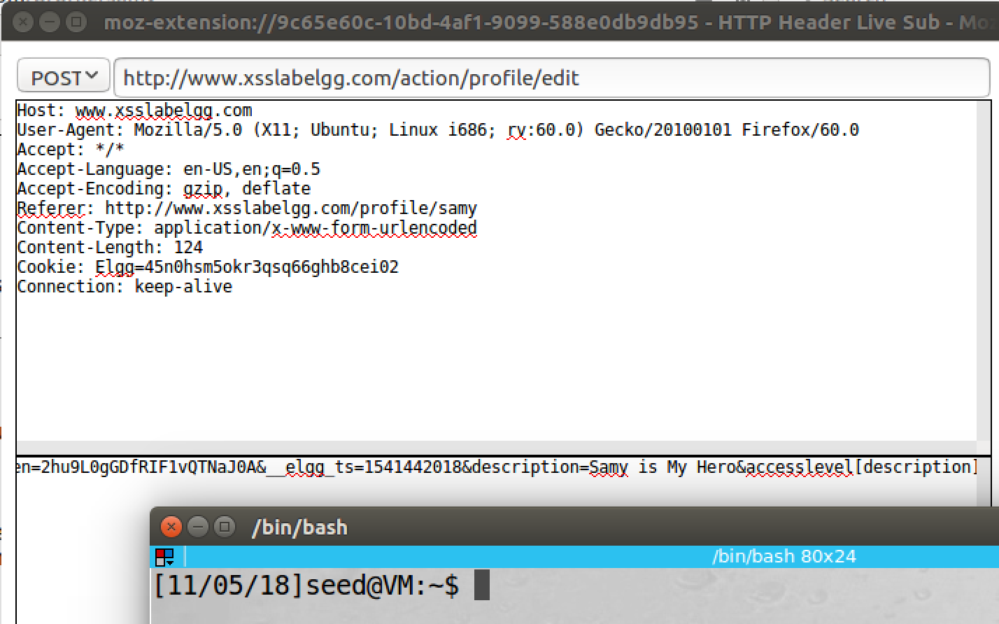 moz-extension://9c65e60c-10bd-4af1-9099-588e0db9db95 - HTTP Header Live Sub - Moz
POST http://www.xsslabelgg.com/action/profile/edit
Host: www.xsslabelgg.com
User-Agent: Mozilla/5.0 (X11; Ubuntu; Linux i686; rv:60.0) Gecko/20100101 Firefox/60.0
Accept: */*
Accept-Language: en-US,en;q=0.5
Accept-Encoding: gzip, deflate
Referer: http://www.xsslabelgg.com/profile/samy
Content-Type: application/x-www-form-urlencoded
Content-Length: 124
Cookie: Elgg=45n0hsm5okr3qsq66ghb8cei02
Connection: keep-alive
en=2hu9L0gGDfRIF1vQTNaJ0A&__elgg_ts=1541442018&description=Samy is My Hero&accesslevel[description]
/bin/bash
/bin/bash 80x24
[11/05/18]seed@VM:~$